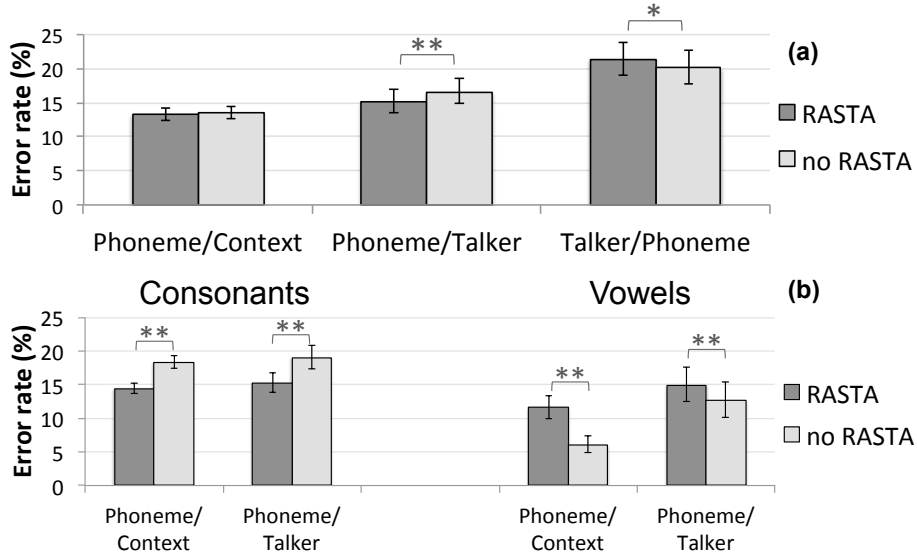 (a)
Error rate (%)
25
20
15
10
5
0
** *
RASTA
no RASTA
Phoneme/Context Phoneme/Talker Talker/Phoneme
Consonants Vowels (b)
Error rate (%)
25
20
15
10
5
0
** ** ** **
RASTA
no RASTA
Phoneme/ Phoneme/ Phoneme/ Phoneme/
Context Talker Context Talker